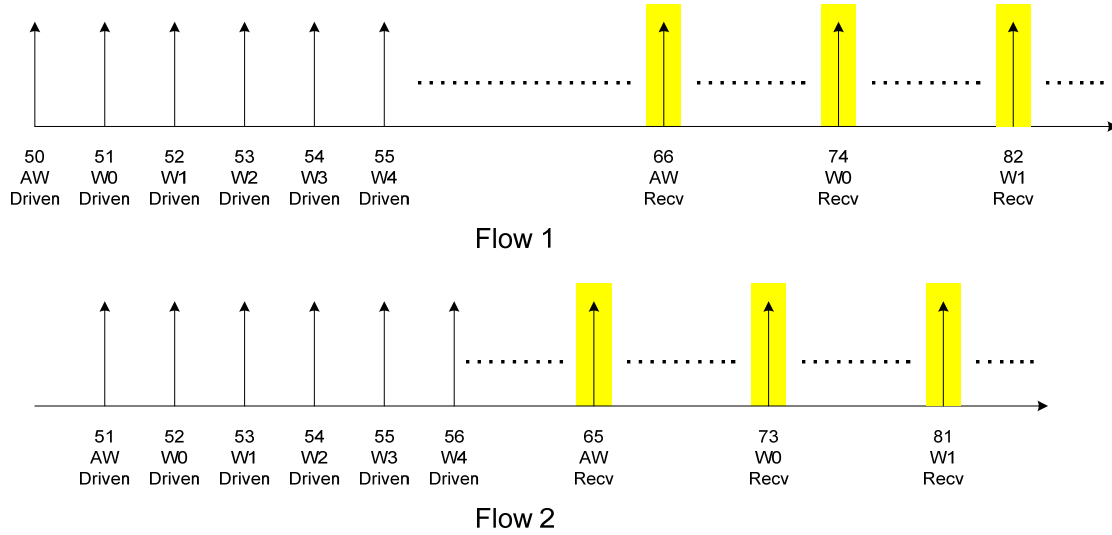 50 51 52 53 54 55 66 74 82
AW W0 W1 W2 W3 W4 AW W0 W1
Driven Driven Driven Driven Driven Driven Recv Recv Recv
Flow 1
51 52 53 54 55 56 65 73 81
AW W0 W1 W2 W3 W4 AW W0 W1
Driven Driven Driven Driven Driven Driven Recv Recv Recv
Flow 2